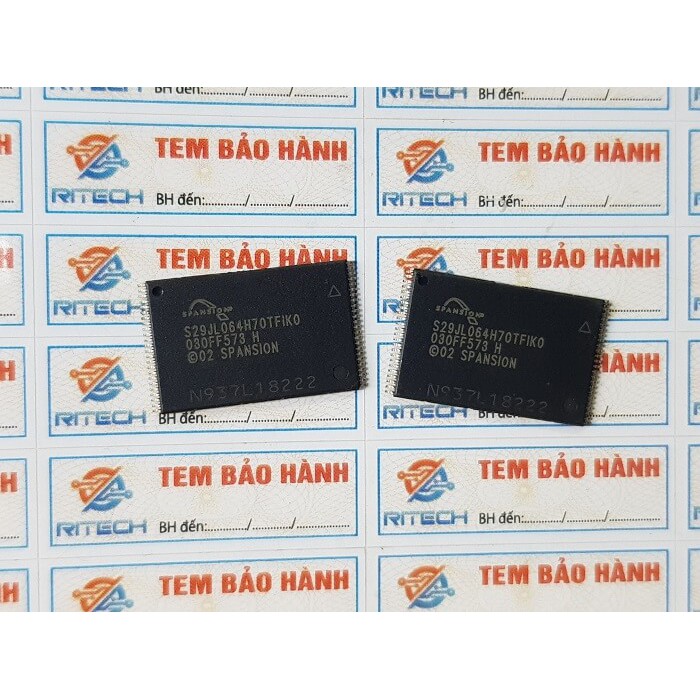 BH đến:............/............/............
BH đến:............/............/............
TEM BẢO HÀNH
RITECH
BH đến:............/............/............
TEM BẢO HÀNH
RITECH
BH đến:............/............/............
TEM BẢO HÀNH
TEM BẢO HÀNH
SPANSION
S29JL064H70TFIK0
030FF573 H
©02 SPANSION
N937L18222
SPANSION
S29JL064H70TFIK0
030FF573 H
©02 SPANSION
N937L18222
TEM BẢO HÀNH
RITECH
BH đến:............/............/............
TEM BẢO HÀNH
RITECH
BH đến:............/............/............
TEM BẢO HÀNH
TEM BẢO HÀNH